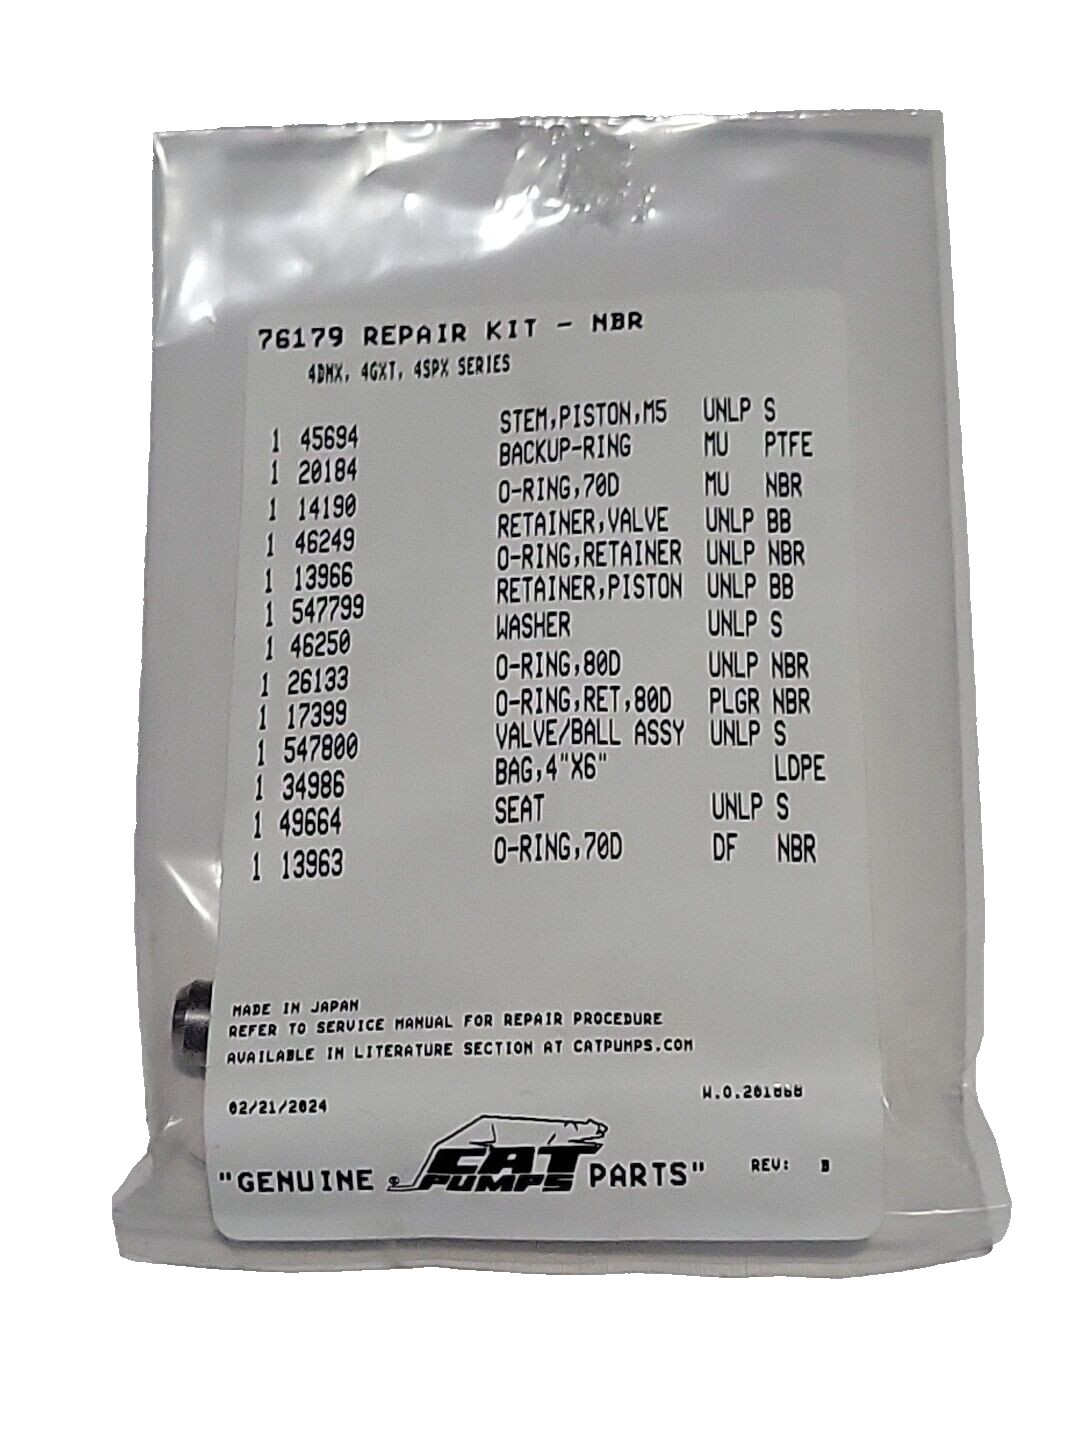 76179 REPAIR KIT - NBR
4DNX, 4GXT, 4SPX SERIES
1 45694 STEM,PISTON,M5 UNLP S
1 20184 BACKUP-RING MU PTFE
1 14190 O-RING,70D MU NBR
1 46249 RETAINER,VALVE UNLP BB
1 13966 O-RING,RETAINER UNLP NBR
1 547799 RETAINER,PISTON UNLP BB
1 46250 WASHER UNLP S
1 26133 O-RING,80D UNLP NBR
1 17399 O-RING,RET,80D PLGR NBR
1 547800 VALVE/BALL ASSY UNLP S
1 34986 BAG,4"X6" LDPE
1 49664 SEAT UNLP S
1 13963 O-RING,70D DF NBR
MADE IN JAPAN
REFER TO SERVICE MANUAL FOR REPAIR PROCEDURE
AVAILABLE IN LITERATURE SECTION AT CATPUMPS.COM
02/21/2024
"GENUINE CAT PUMPS PARTS" REV: B